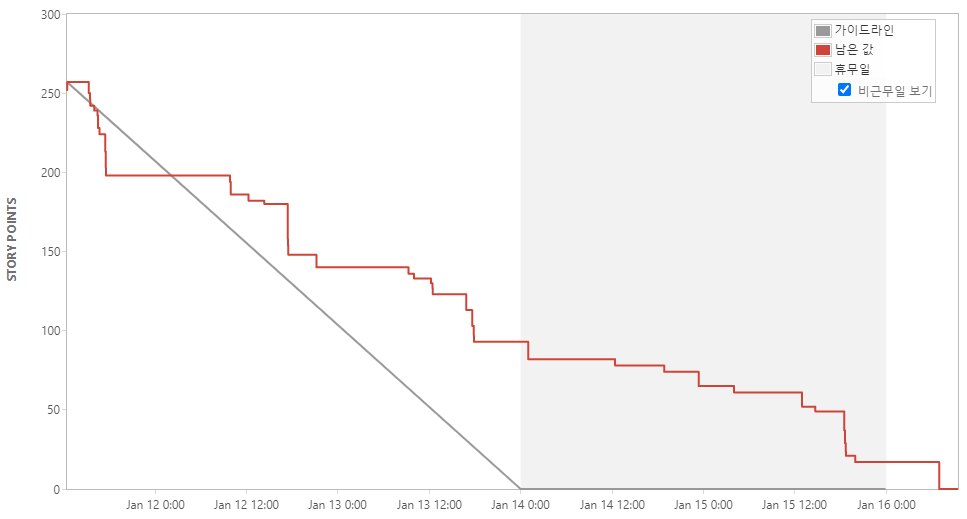 300
250
200
150
100
50
0
STORY POINTS
가이드라인
남은 값
휴무일
비근무일 보기
Jan 12 0:00
Jan 12 12:00
Jan 13 0:00
Jan 13 12:00
Jan 14 0:00
Jan 14 12:00
Jan 15 0:00
Jan 15 12:00
Jan 16 0:00